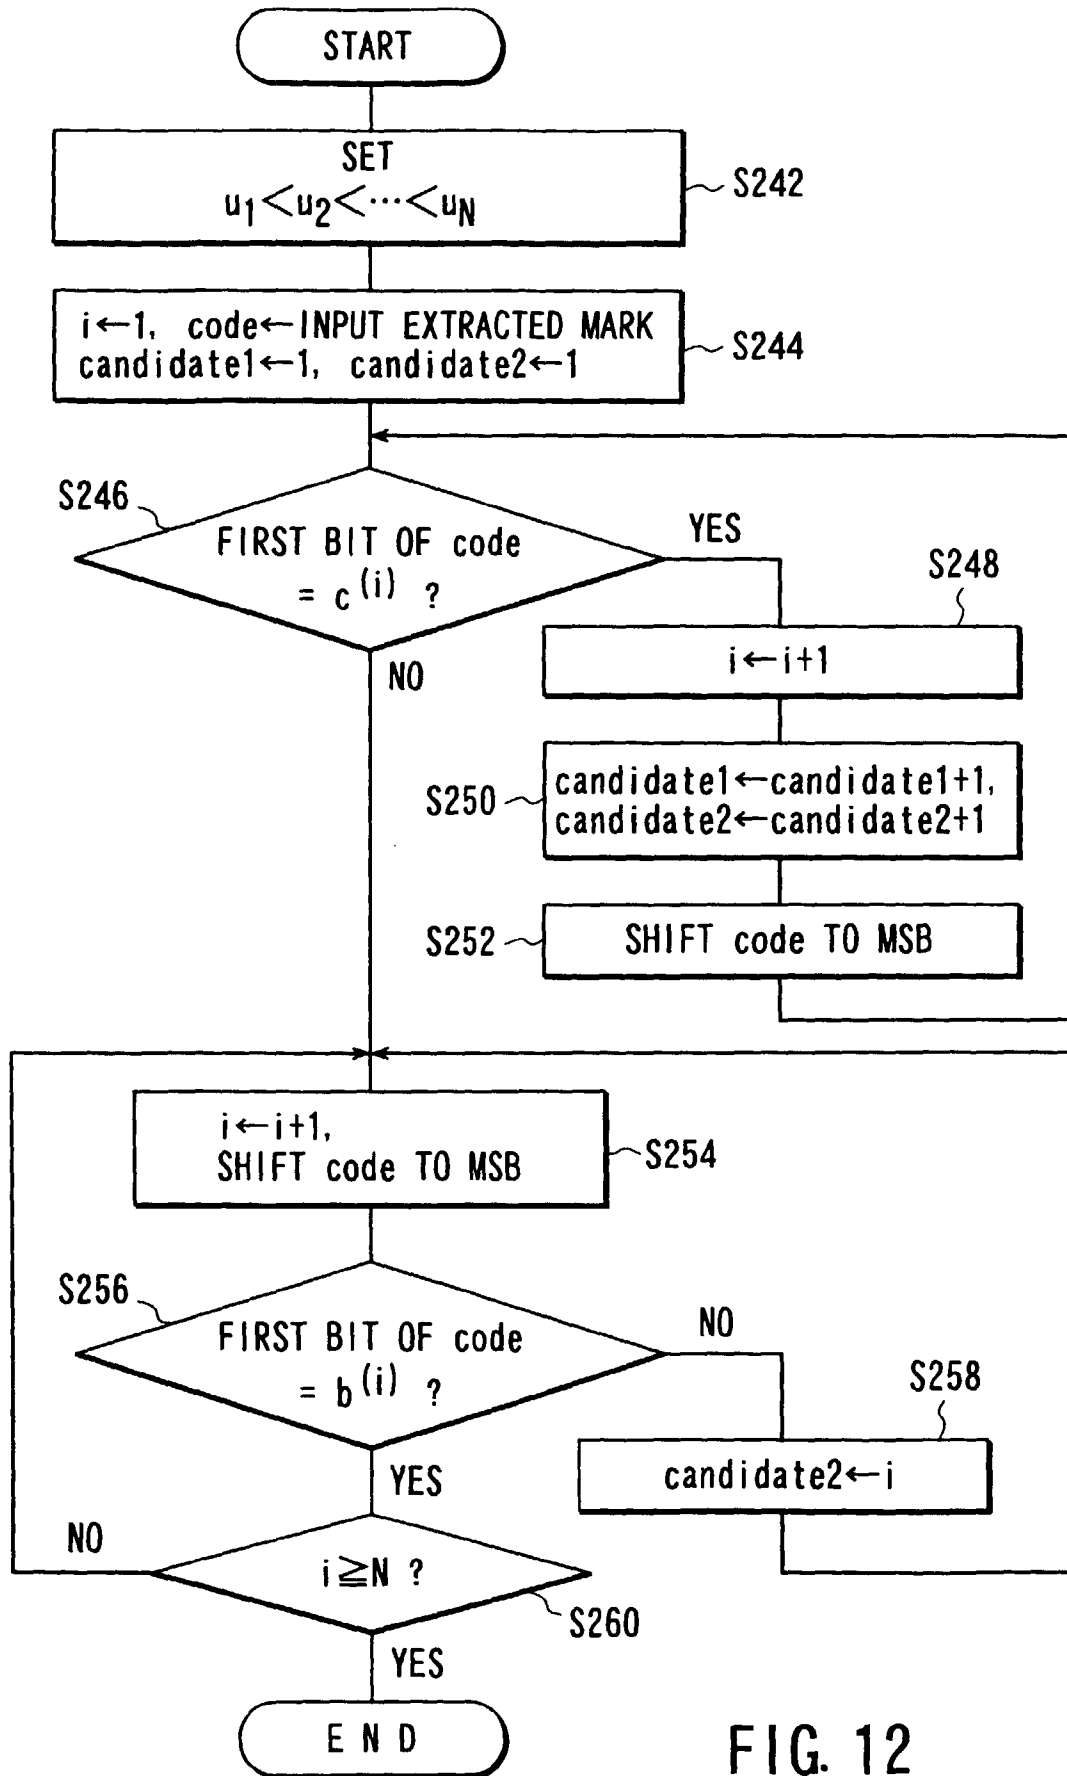 START
SET
u1<u2<···<uN
S242
i←1, code←INPUT EXTRACTED MARK
candidate1←1, candidate2←1
S244
S246
FIRST BIT OF code
= c(i) ?
YES
NO
S248
i←i+1
S250
candidate1←candidate1+1,
candidate2←candidate2+1
S252
SHIFT code TO MSB
i←i+1,
SHIFT code TO MSB
S254
S256
FIRST BIT OF code
= b(i) ?
NO
YES
S258
candidate2←i
NO
i≧N ?
S260
YES
END
FIG. 12